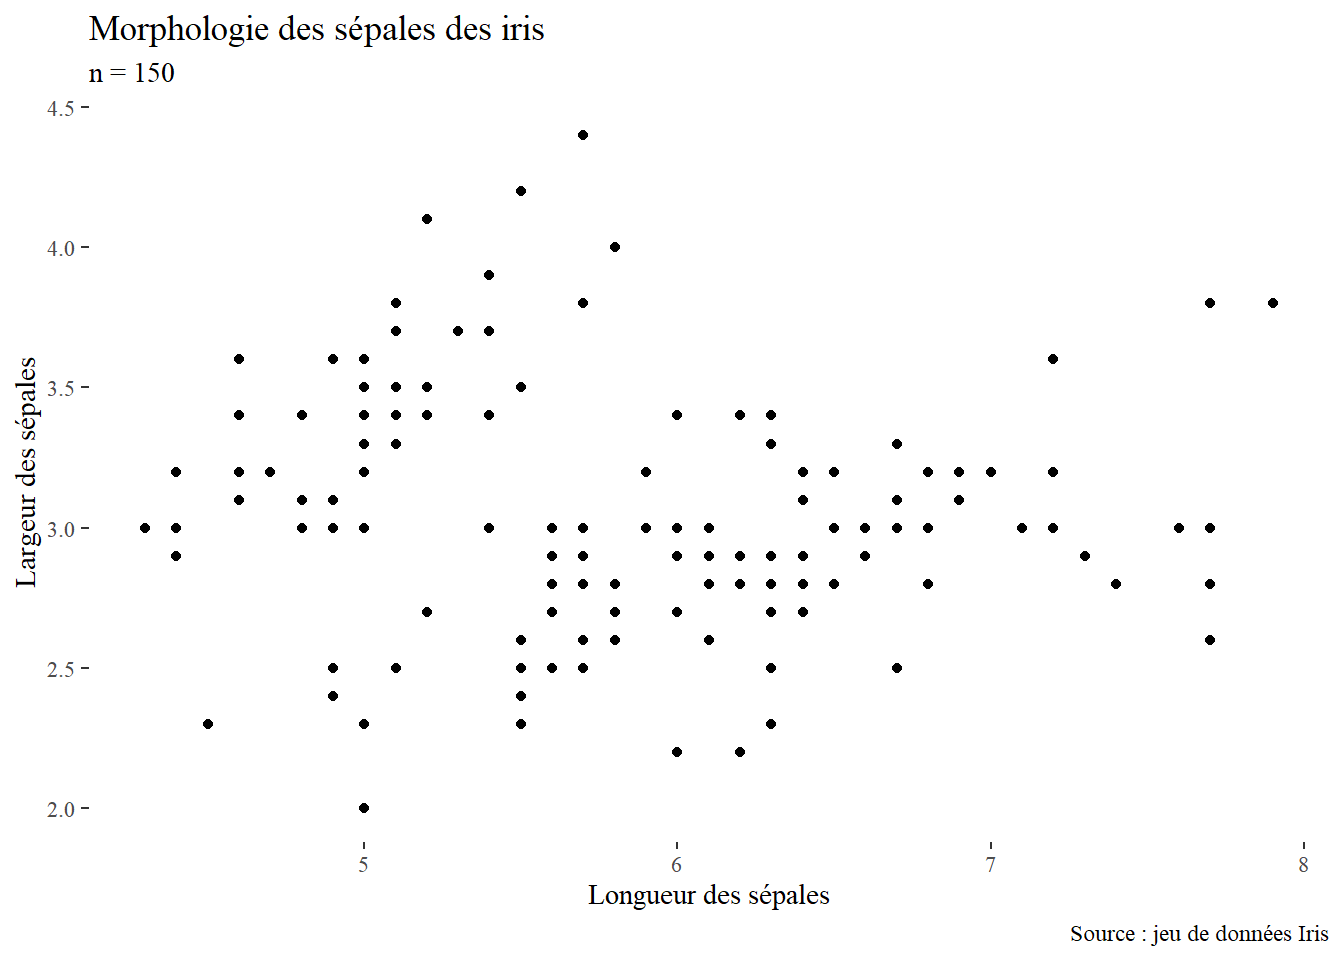 Morphologie des sépales des iris
n = 150
4.5
4.0
3.5
3.0
2.5
2.0
Largeur des sépales
5 6 7 8
Longueur des sépales
Source : jeu de données Iris